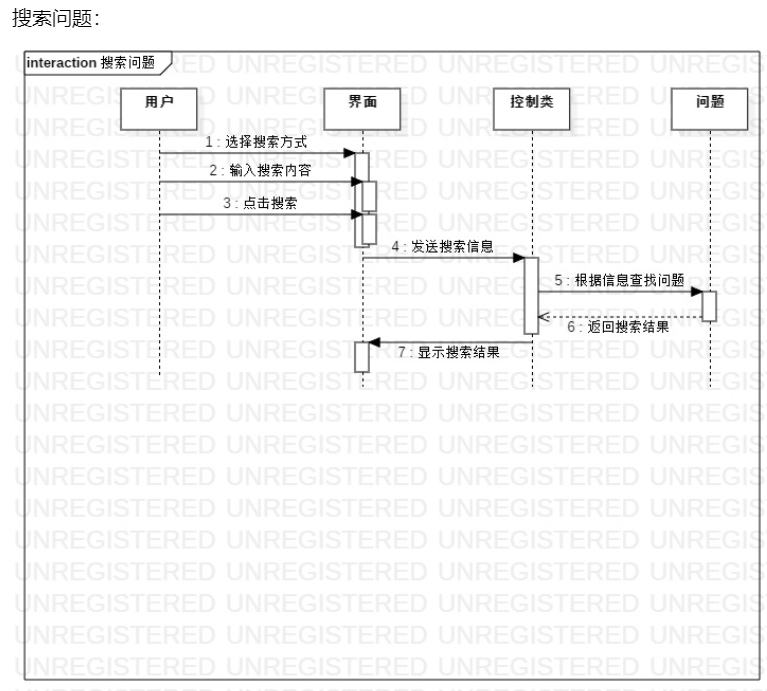 搜索问题：
interaction 搜索问题
用户 界面 控制类 问题
1 : 选择搜索方式
2 : 输入搜索内容
3 : 点击搜索
4 : 发送搜索信息
5 : 根据信息查找问题
6 : 返回搜索结果
7 : 显示搜索结果
UNREGISTERED UNREGISTERED UNREGISTERED UNREGIS